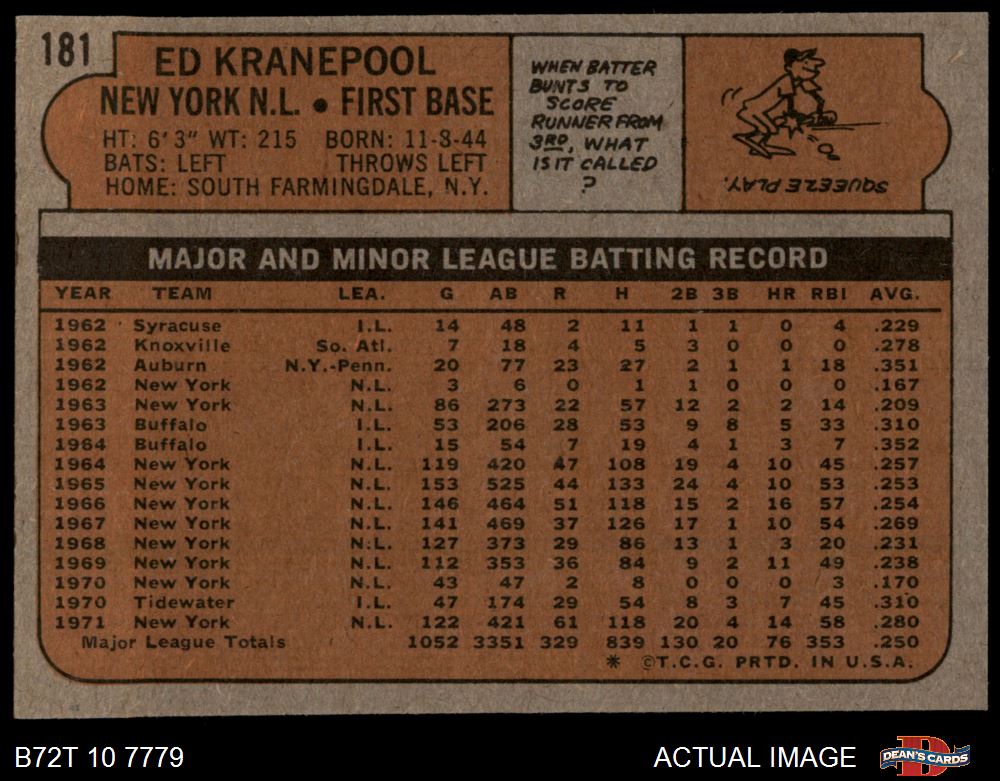 181
ED KRANEPOOL
NEW YORK N.L. • FIRST BASE
HT: 6'3" WT: 215 BORN: 11-8-44
BATS: LEFT THROWS LEFT
HOME: SOUTH FARMINGDALE, N.Y.
WHEN BATTER
BUNTS TO
SCORE
RUNNER FROM
3RD, WHAT
IS IT CALLED
?
SQUEEZE PLAY.
MAJOR AND MINOR LEAGUE BATTING RECORD
YEAR TEAM LEA. G AB R H 2B 3B HR RBI AVG.
1962 Syracuse I.L. 14 48 2 11 1 1 0 4 .229
1962 Knoxville So. Atl. 7 18 4 5 3 0 0 0 .278
1962 Auburn N.Y.-Penn. 20 77 23 27 2 1 1 18 .351
1962 New York N.L. 3 6 0 1 1 0 0 0 .167
1963 New York N.L. 86 273 22 57 12 2 2 14 .209
1963 Buffalo I.L. 53 206 28 53 9 8 5 33 .310
1964 Buffalo I.L. 15 54 7 19 4 1 3 7 .352
1964 New York N.L. 119 420 47 108 19 4 10 45 .257
1965 New York N.L. 153 525 44 133 24 4 10 53 .253
1966 New York N.L. 146 464 51 118 15 2 16 57 .254
1967 New York N.L. 141 469 37 126 17 1 10 54 .269
1968 New York N.L. 127 373 29 86 13 1 3 20 .231
1969 New York N.L. 112 353 36 84 9 2 11 49 .238
1970 New York N.L. 43 47 2 8 0 0 0 3 .170
1970 Tidewater I.L. 47 174 29 54 8 3 7 45 .310
1971 New York N.L. 122 421 61 118 20 4 14 58 .280
Major League Totals 1052 3351 329 839 130 20 76 353 .250
* ©T.C.G. PRTD. IN U.S.A.
B72T 10 7779
ACTUAL IMAGE
DEAN'S CARDS